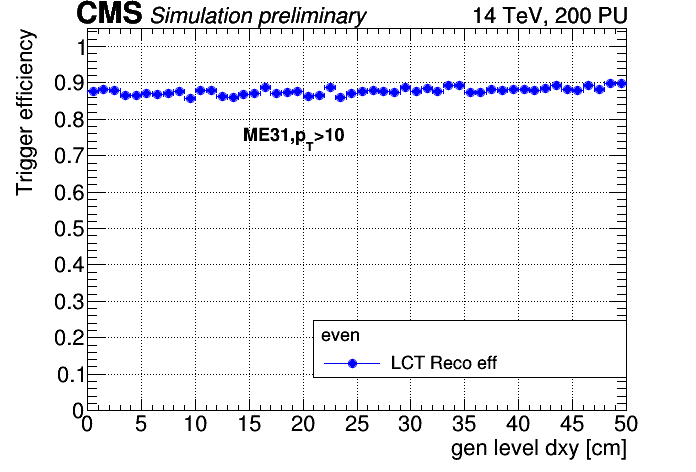 CMS Simulation preliminary 14 TeV, 200 PU
Trigger efficiency
1
0.9
0.8
0.7
0.6
0.5
0.4
0.3
0.2
0.1
0
ME31,pT>10
even
LCT Reco eff
0 5 10 15 20 25 30 35 40 45 50
gen level dxy [cm]